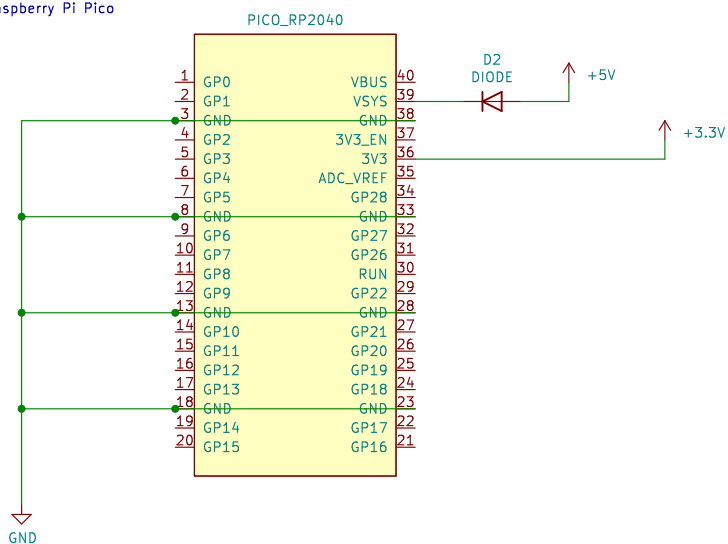 Pi Pico
PICO_RP2040
D2
DIODE
+5V
+3.3V
1 GP0 VBUS 40
2 GP1 VSYS 39
3 GND GND 38
4 GP2 3V3_EN 37
5 GP3 3V3 36
6 GP4 ADC_VREF 35
7 GP5 GP28 34
8 GND GND 33
9 GP6 GP27 32
10 GP7 GP26 31
11 GP8 RUN 30
12 GP9 GP22 29
13 GND GND 28
14 GP10 GP21 27
15 GP11 GP20 26
16 GP12 GP19 25
17 GP13 GP18 24
18 GND GND 23
19 GP14 GP17 22
20 GP15 GP16 21
GND